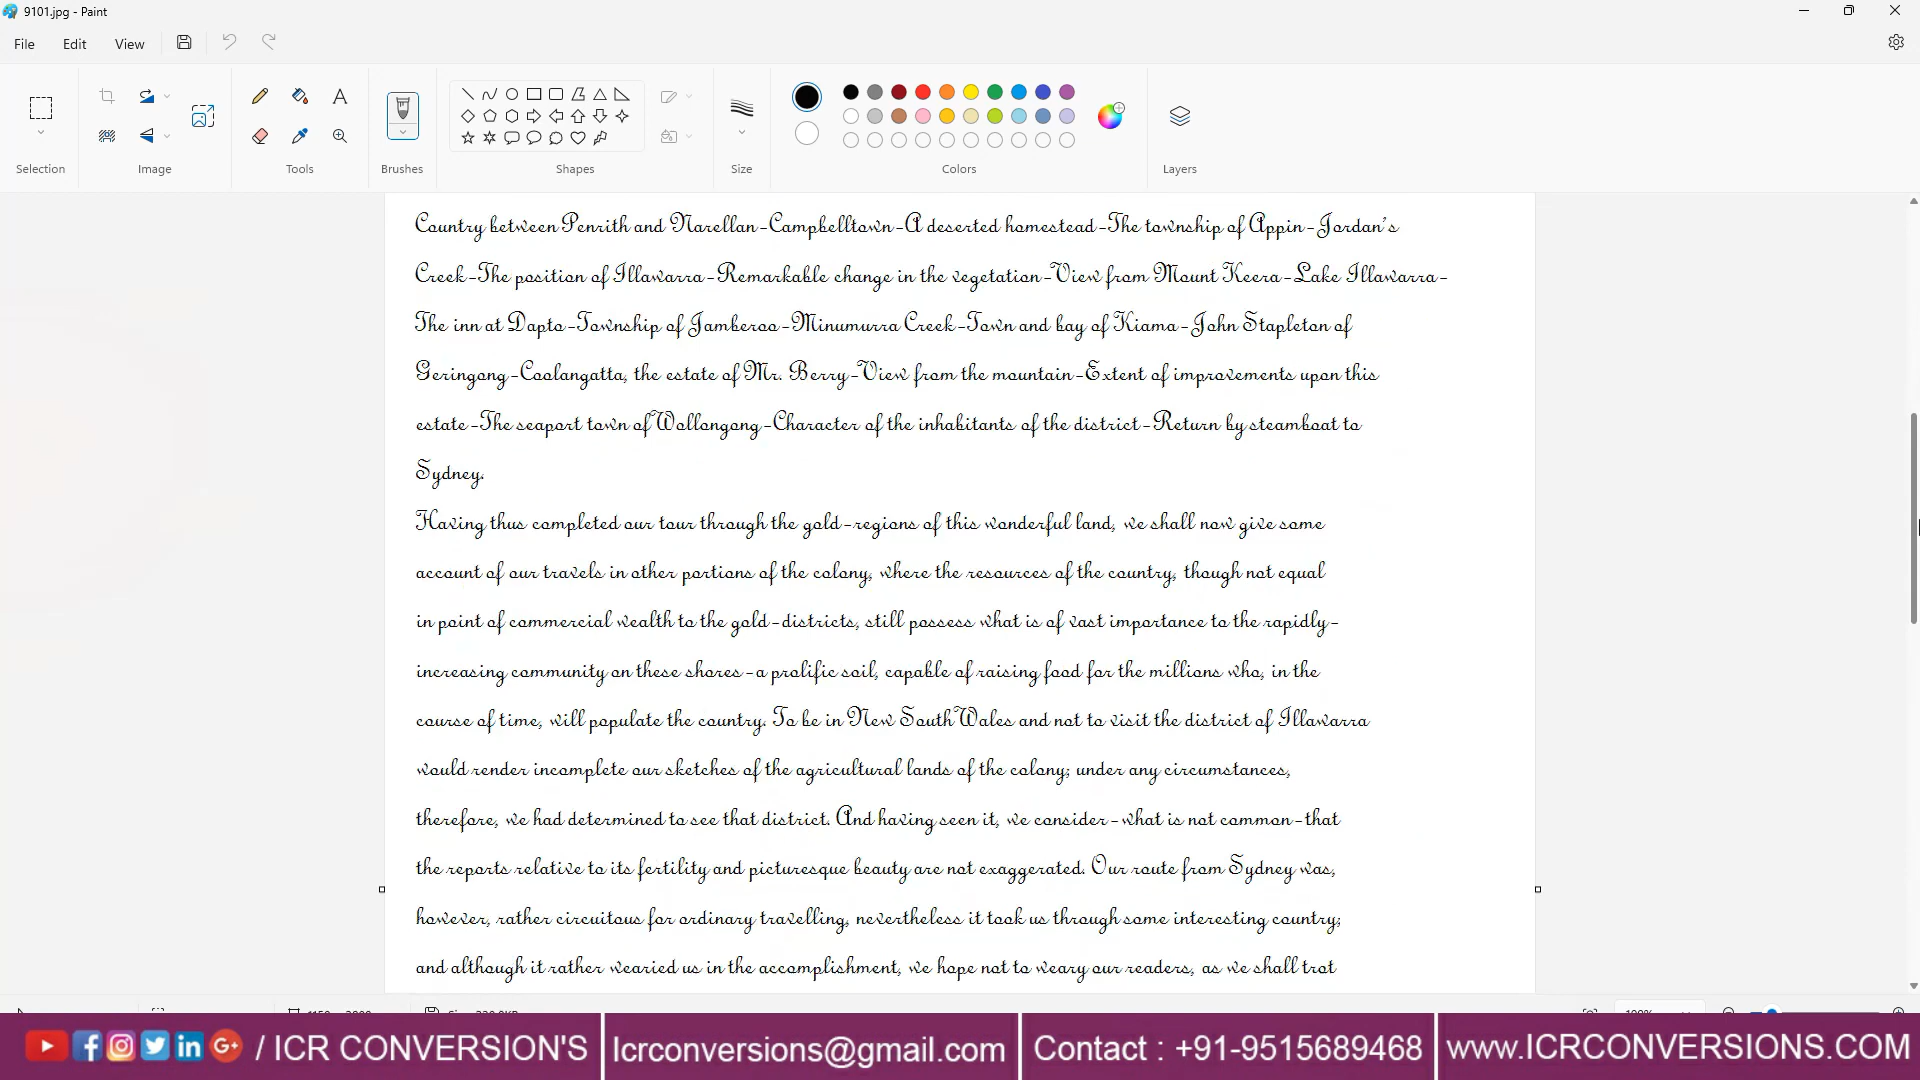 9101.jpg - Paint
File Edit View
Selection Image Tools Brushes Shapes Size Colors Layers
Country between Penrith and Narellan-Campbelltown-A deserted homestead-The township of Appin-Jordan's
Creek-The position of Illawarra-Remarkable change in the vegetation-View from Mount Keera-Lake Illawarra-
The inn at Dapto-Township of Jamberoo-Minumurra Creek-Town and bay of Kiama-John Stapleton of
Geringong-Coolangatta, the estate of Mr. Berry-View from the mountain-Extent of improvements upon this
estate-The seaport town of Wollongong-Character of the inhabitants of the district-Return by steamboat to
Sydney.
Having thus completed our tour through the gold-regions of this wonderful land, we shall now give some
account of our travels in other portions of the colony, where the resources of the country, though not equal
in point of commercial wealth to the gold-districts, still possess what is of vast importance to the rapidly-
increasing community on these shores-a prolific soil, capable of raising food for the millions who, in the
course of time, will populate the country. To be in New South Wales and not to visit the district of Illawarra
would render incomplete our sketches of the agricultural lands of the colony; under any circumstances,
therefore, we had determined to see that district. And having seen it, we consider-what is not common-that
the reports relative to its fertility and picturesque beauty are not exaggerated. Our route from Sydney was,
however, rather circuitous for ordinary travelling, nevertheless it took us through some interesting country;
and although it rather wearied us in the accomplishment, we hope not to weary our readers, as we shall trot
/ ICR CONVERSION'S Icrconversions@gmail.com Contact : +91-9515689468 www.ICRCONVERSIONS.COM